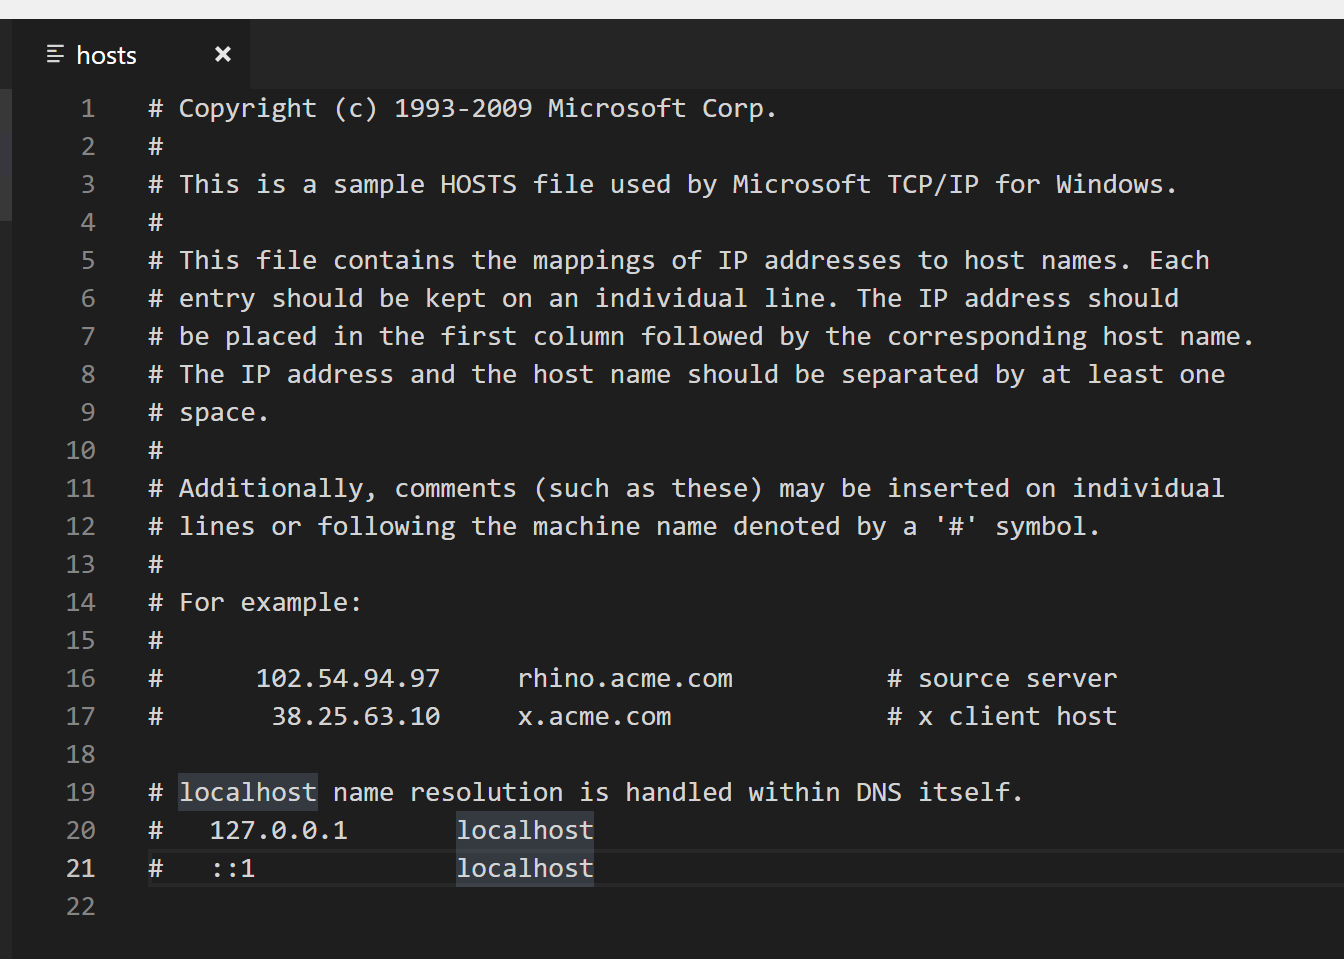 hosts
1 # Copyright (c) 1993-2009 Microsoft Corp.
2 #
3 # This is a sample HOSTS file used by Microsoft TCP/IP for Windows.
4 #
5 # This file contains the mappings of IP addresses to host names. Each
6 # entry should be kept on an individual line. The IP address should
7 # be placed in the first column followed by the corresponding host name.
8 # The IP address and the host name should be separated by at least one
9 # space.
10 #
11 # Additionally, comments (such as these) may be inserted on individual
12 # lines or following the machine name denoted by a '#' symbol.
13 #
14 # For example:
15 #
16 #      102.54.94.97     rhino.acme.com          # source server
17 #       38.25.63.10     x.acme.com              # x client host
18
19 # localhost name resolution is handled within DNS itself.
20 #   127.0.0.1       localhost
21 #   ::1             localhost
22